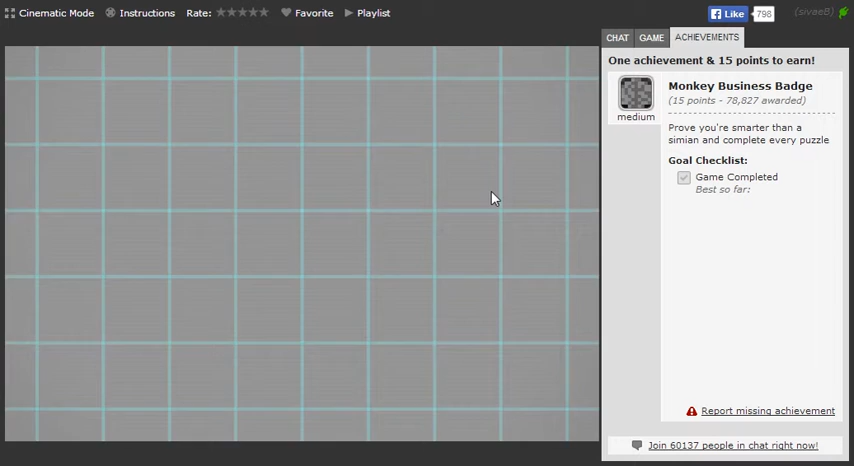 Cinematic Mode Instructions Rate: Favorite Playlist Like 798 (sivaeB)
CHAT GAME ACHIEVEMENTS
One achievement & 15 points to earn!
Monkey Business Badge
(15 points - 78,827 awarded)
medium
Prove you're smarter than a
simian and complete every puzzle
Goal Checklist:
Game Completed
Best so far:
Report missing achievement
Join 60137 people in chat right now!